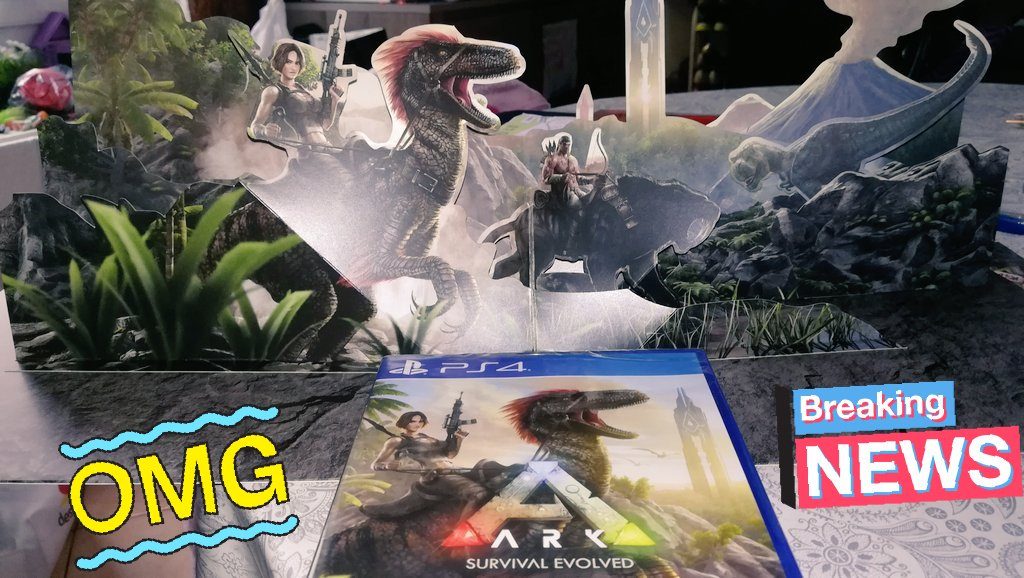 PS4
OMG
Breaking
NEWS
ARK
SURVIVAL EVOLVED